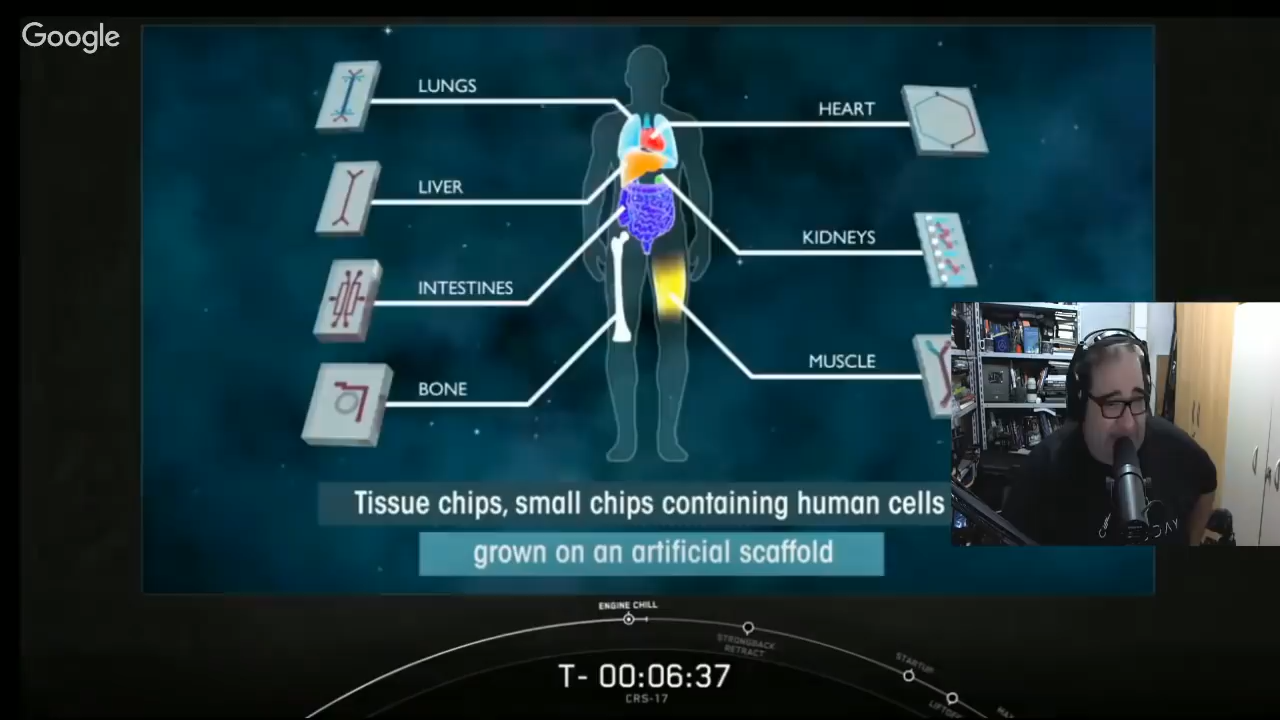 Google
LUNGS
HEART
LIVER
KIDNEYS
INTESTINES
MUSCLE
BONE
Tissue chips, small chips containing human cells
grown on an artificial scaffold
ENGINE CHILL
STRONGBACK
RETRACT
STARTUP
T- 00:06:37
CRS-17